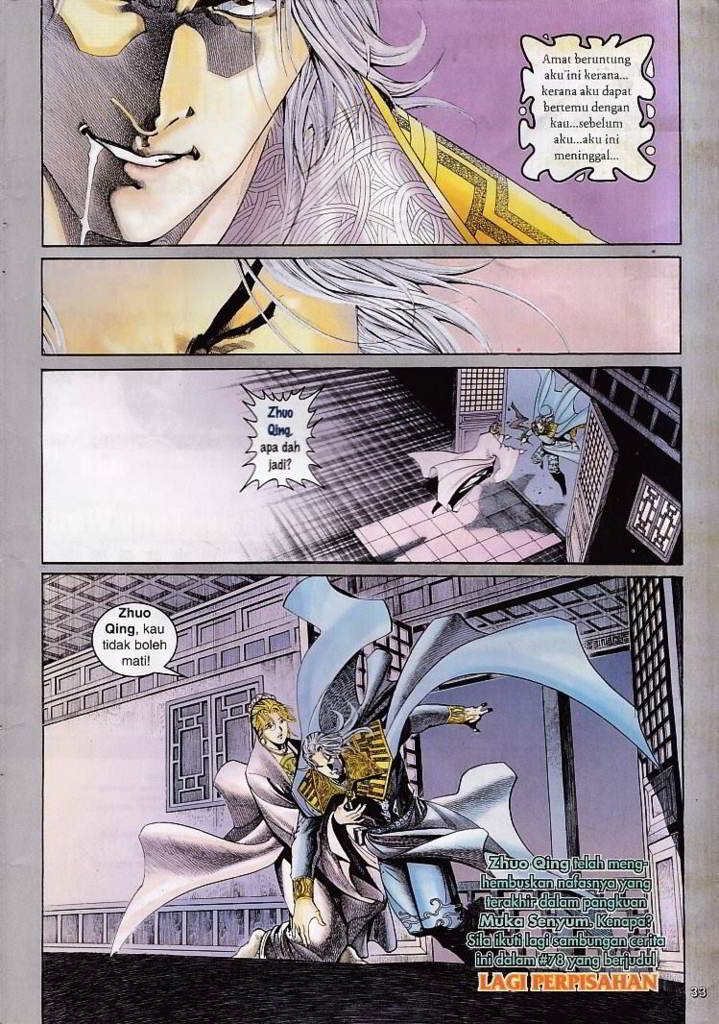 Amat beruntung
aku ini kerana...
kerana aku dapat
bertemu dengan
kau...sebelum
aku...aku ini
meninggal...
Zhuo
Qing,
apa dah
jadi?
Zhuo
Qing, kau
tidak boleh
mati!
Zhuo Qing telah meng-
hembuskan nafasnya yang
terakhir dalam pangkuan
Muka Senyum. Kenapa?
Sila ikuti lagi sambungan cerita
ini dalam #78 yang berjudul
LAGI PERPISAHAN
33